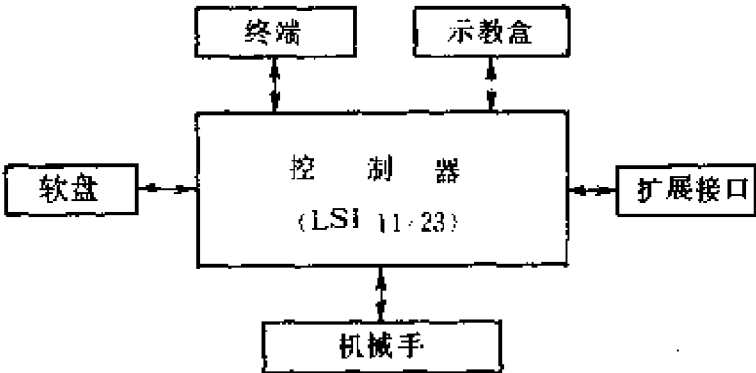 终端
示教盒
控制器
(LSI 11/23)
软盘
扩展接口
机械手